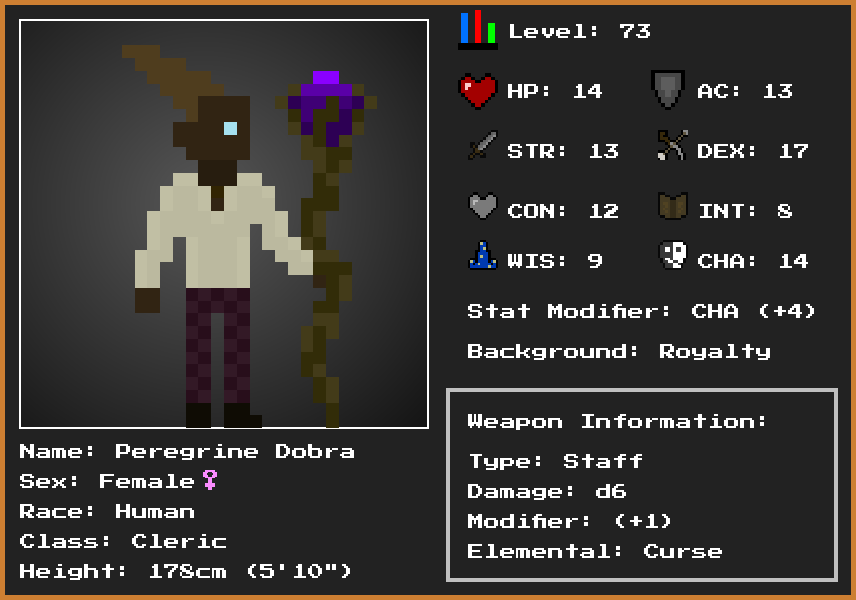 Level: 73
HP: 14
AC: 13
STR: 13
DEX: 17
CON: 12
INT: 8
WIS: 9
CHA: 14
Stat Modifier: CHA (+4)
Background: Royalty
Weapon Information:
Type: Staff
Damage: d6
Modifier: (+1)
Elemental: Curse
Name: Peregrine Dobra
Sex: Female♀
Race: Human
Class: Cleric
Height: 178cm (5'10")